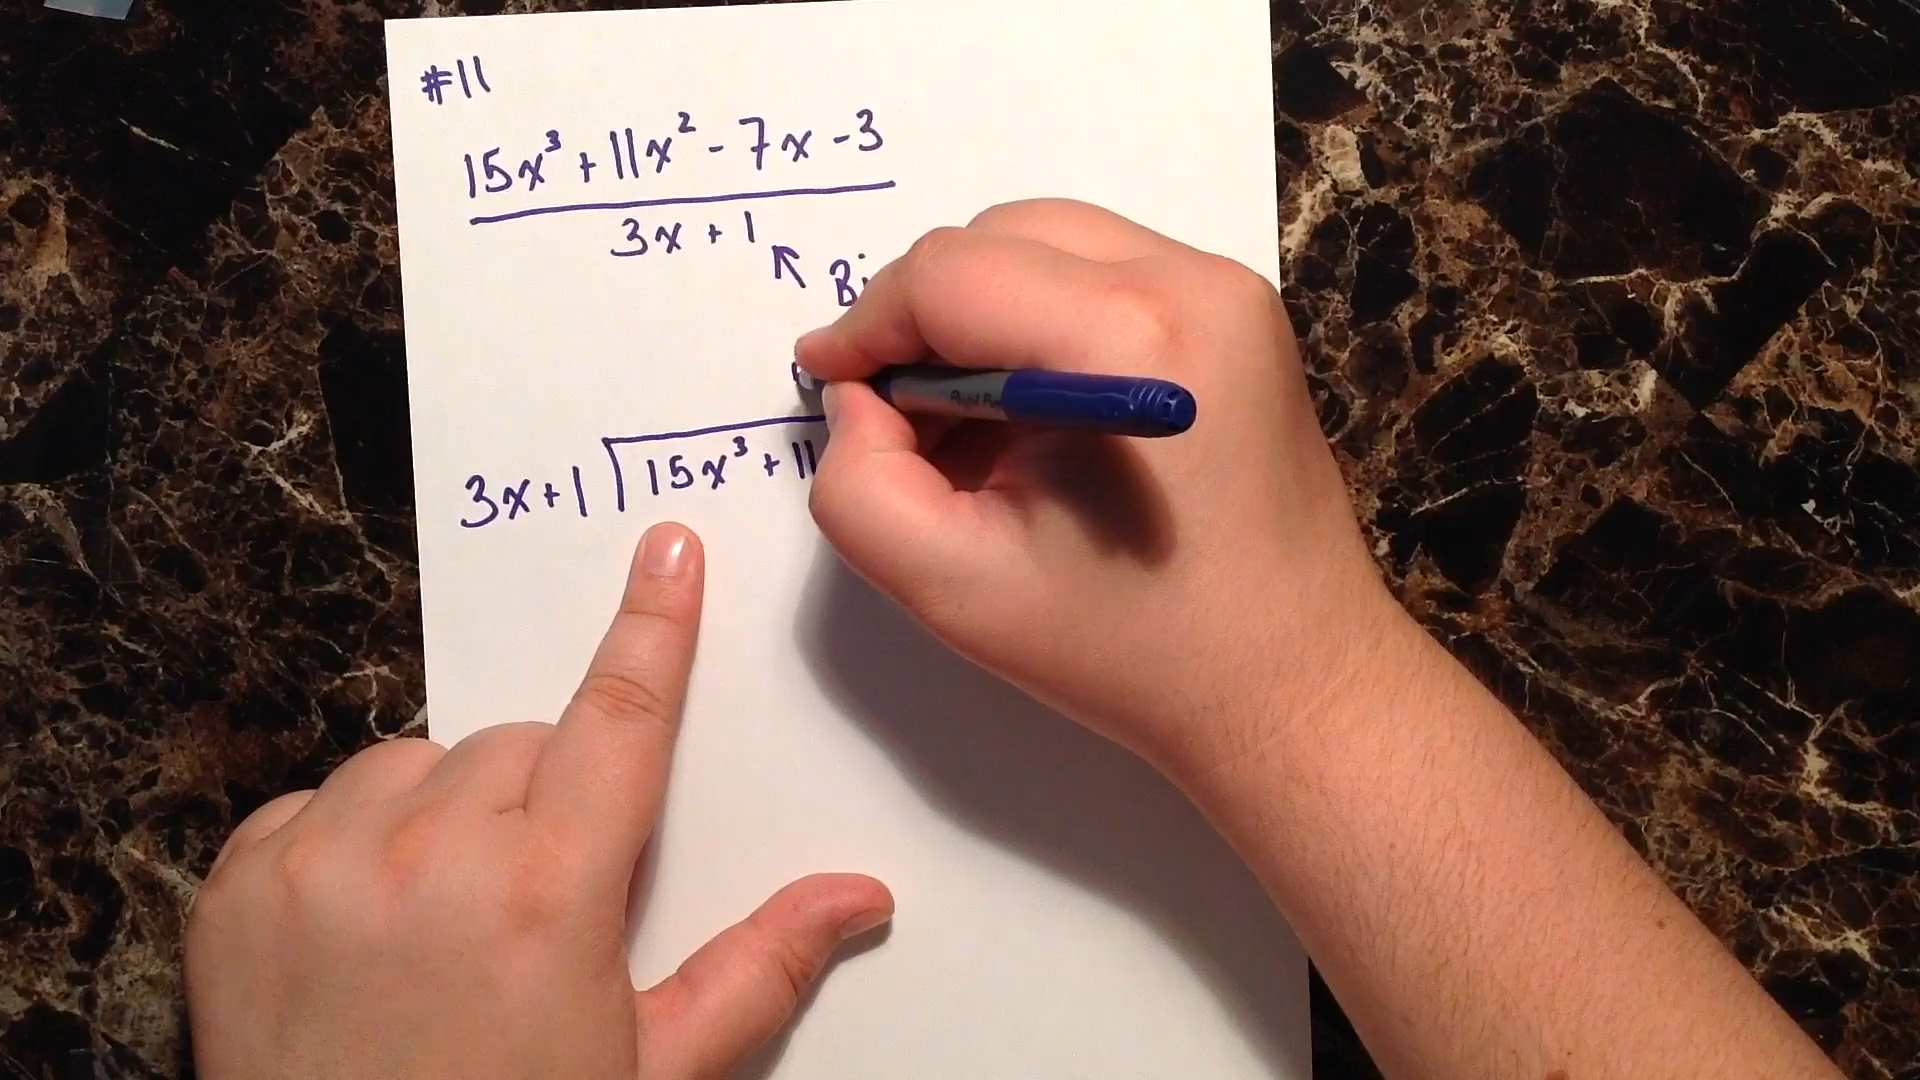 #11
15x³ + 11x² - 7x - 3
3x + 1
Bi
3x+1 15x³ + 11